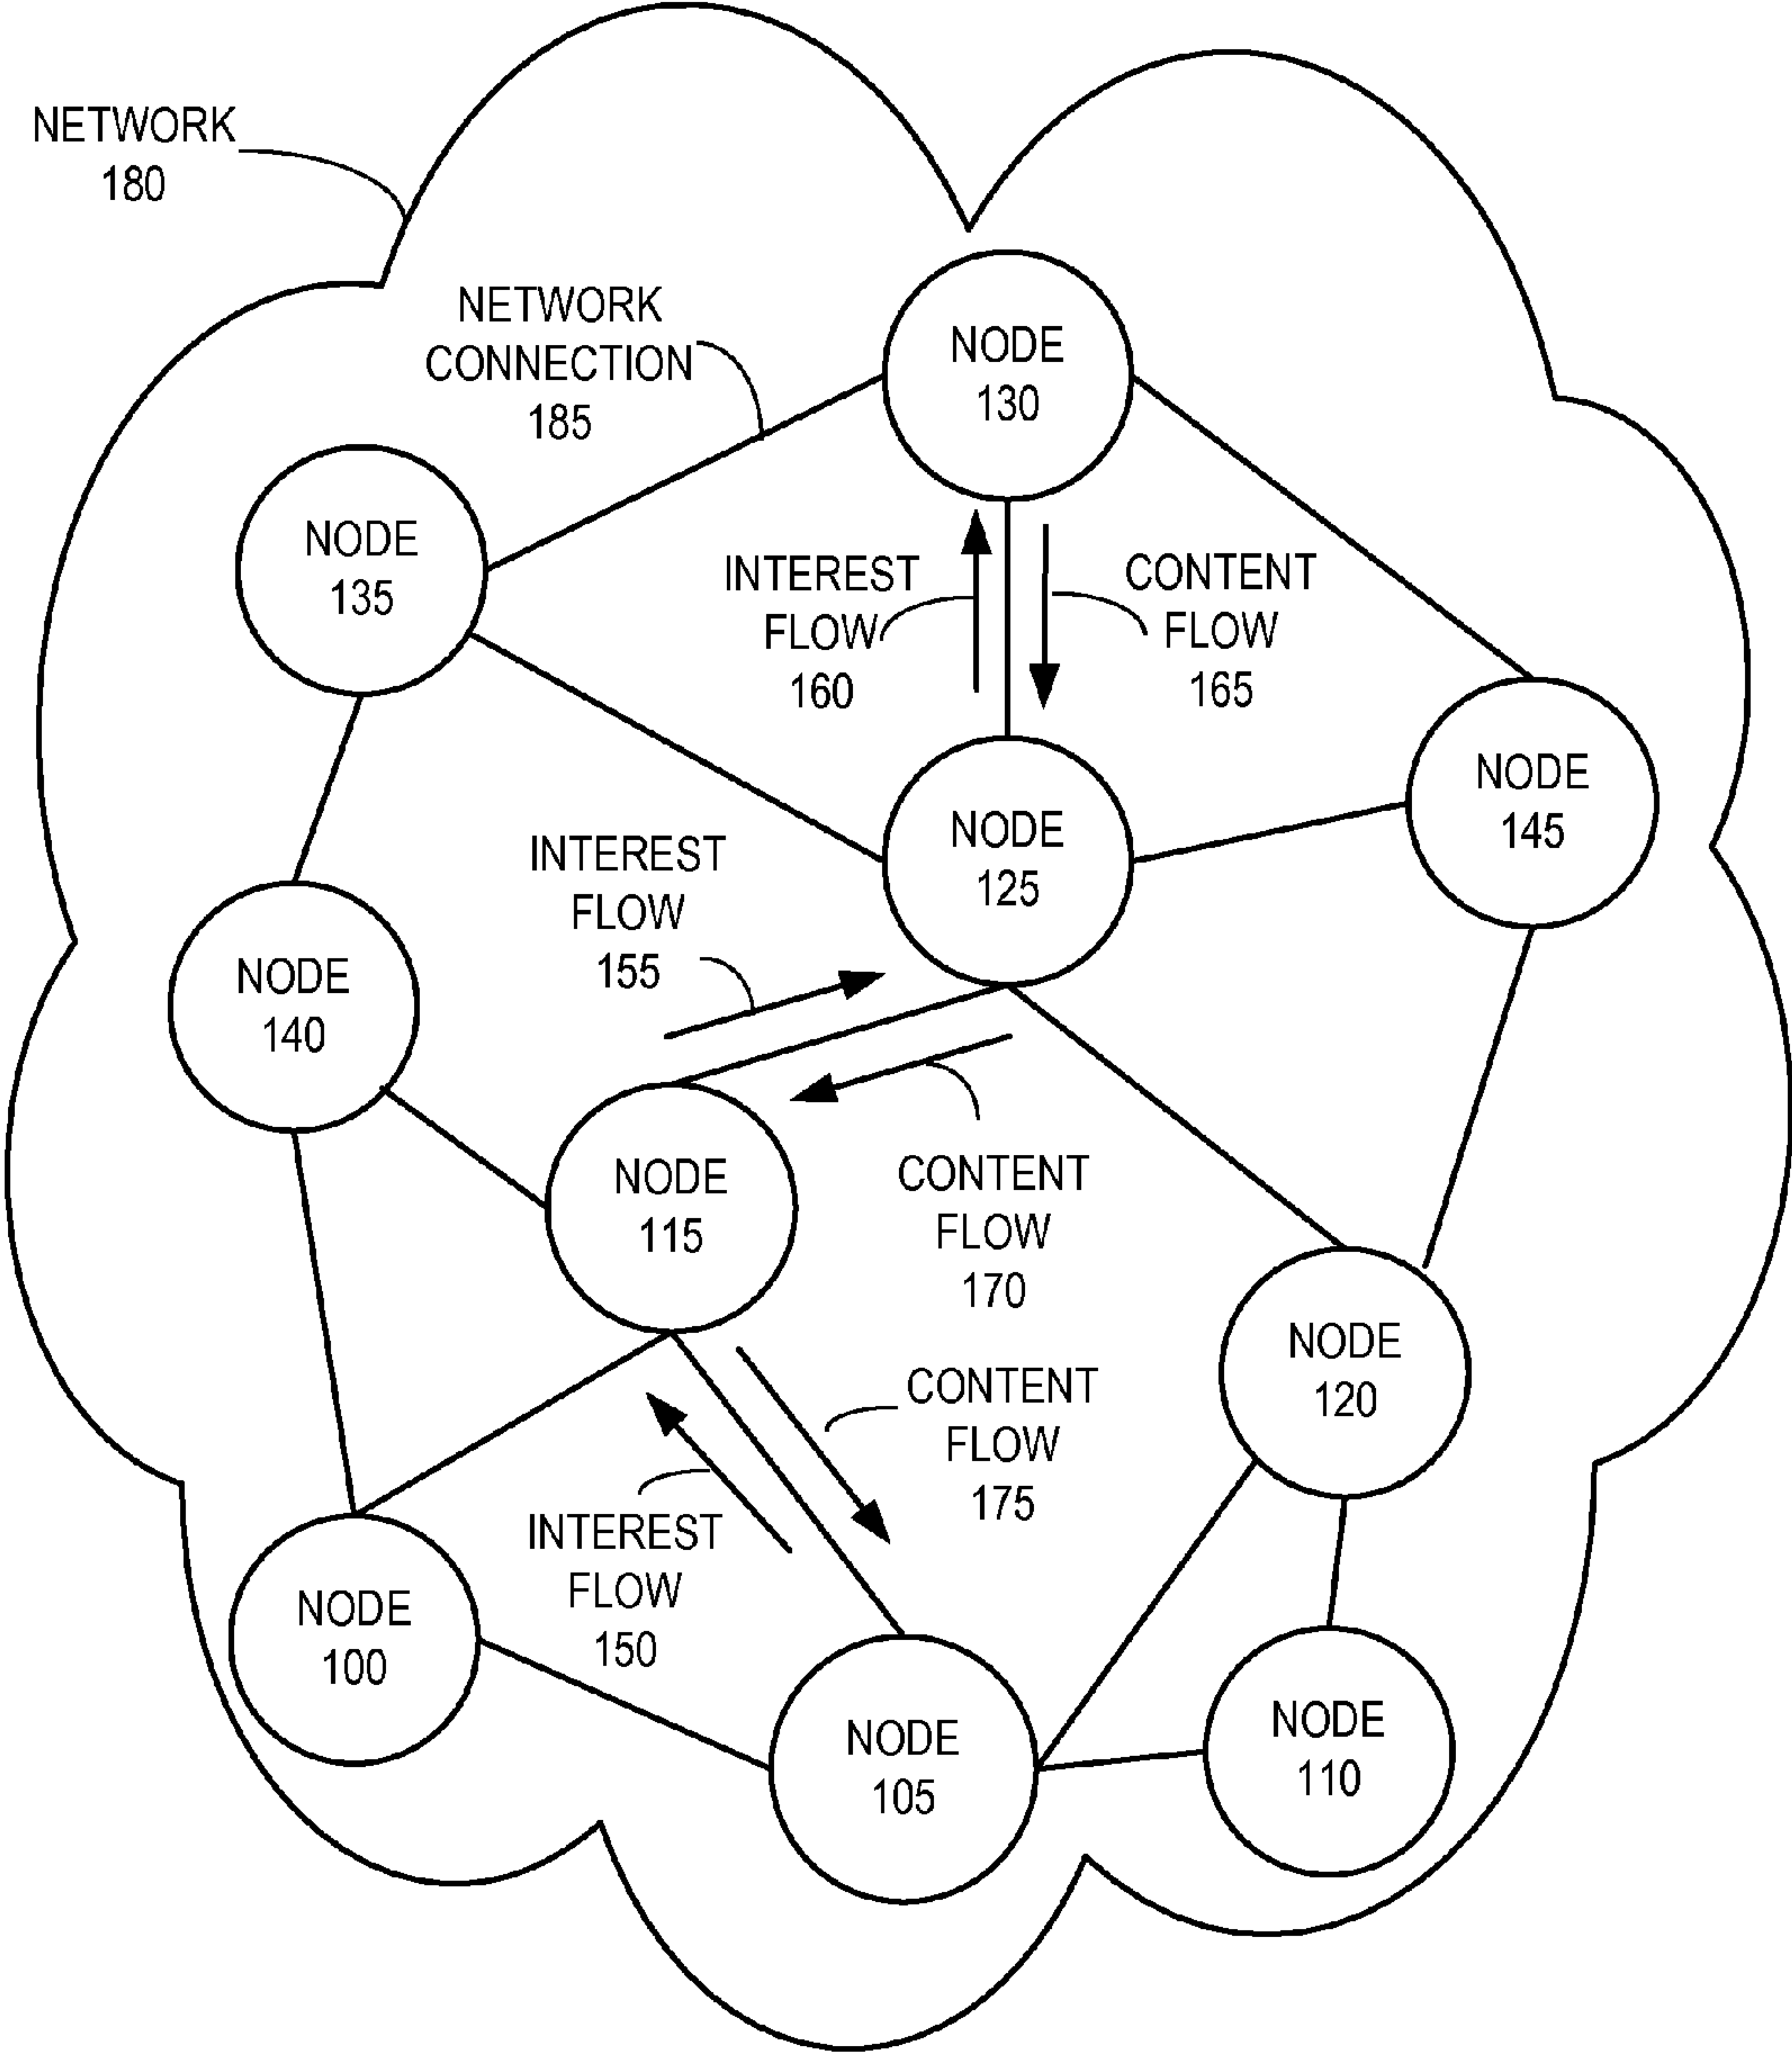 NETWORK
180
NETWORK
CONNECTION
185
NODE
130
NODE
135
INTEREST
FLOW
160
CONTENT
FLOW
165
NODE
145
NODE
125
INTEREST
FLOW
155
NODE
140
NODE
115
CONTENT
FLOW
170
NODE
120
CONTENT
FLOW
175
INTEREST
FLOW
150
NODE
100
NODE
105
NODE
110